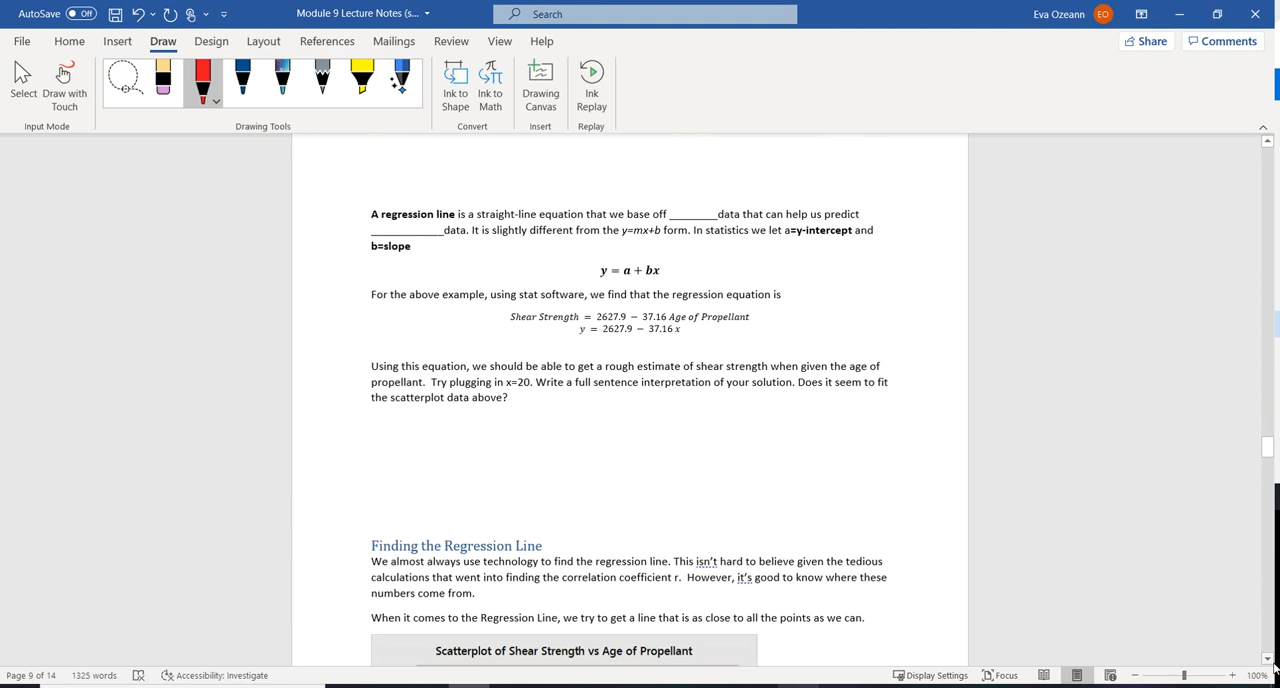 AutoSave Off Module 9 Lecture Notes (s... Search Eva Ozeann EO
File Home Insert Draw Design Layout References Mailings Review View Help Share Comments
Select Draw with Touch Ink to Shape Ink to Math Drawing Canvas Ink Replay
Input Mode Drawing Tools Convert Insert Replay
A regression line is a straight-line equation that we base off ________data that can help us predict
____________data. It is slightly different from the y=mx+b form. In statistics we let a=y-intercept and
b=slope
y = a + bx
For the above example, using stat software, we find that the regression equation is
Shear Strength = 2627.9 − 37.16 Age of Propellant
y = 2627.9 − 37.16 x
Using this equation, we should be able to get a rough estimate of shear strength when given the age of
propellant. Try plugging in x=20. Write a full sentence interpretation of your solution. Does it seem to fit
the scatterplot data above?
Finding the Regression Line
We almost always use technology to find the regression line. This isn't hard to believe given the tedious
calculations that went into finding the correlation coefficient r. However, it's good to know where these
numbers come from.
When it comes to the Regression Line, we try to get a line that is as close to all the points as we can.
Scatterplot of Shear Strength vs Age of Propellant
Page 9 of 14 1325 words Accessibility: Investigate Display Settings Focus 100%